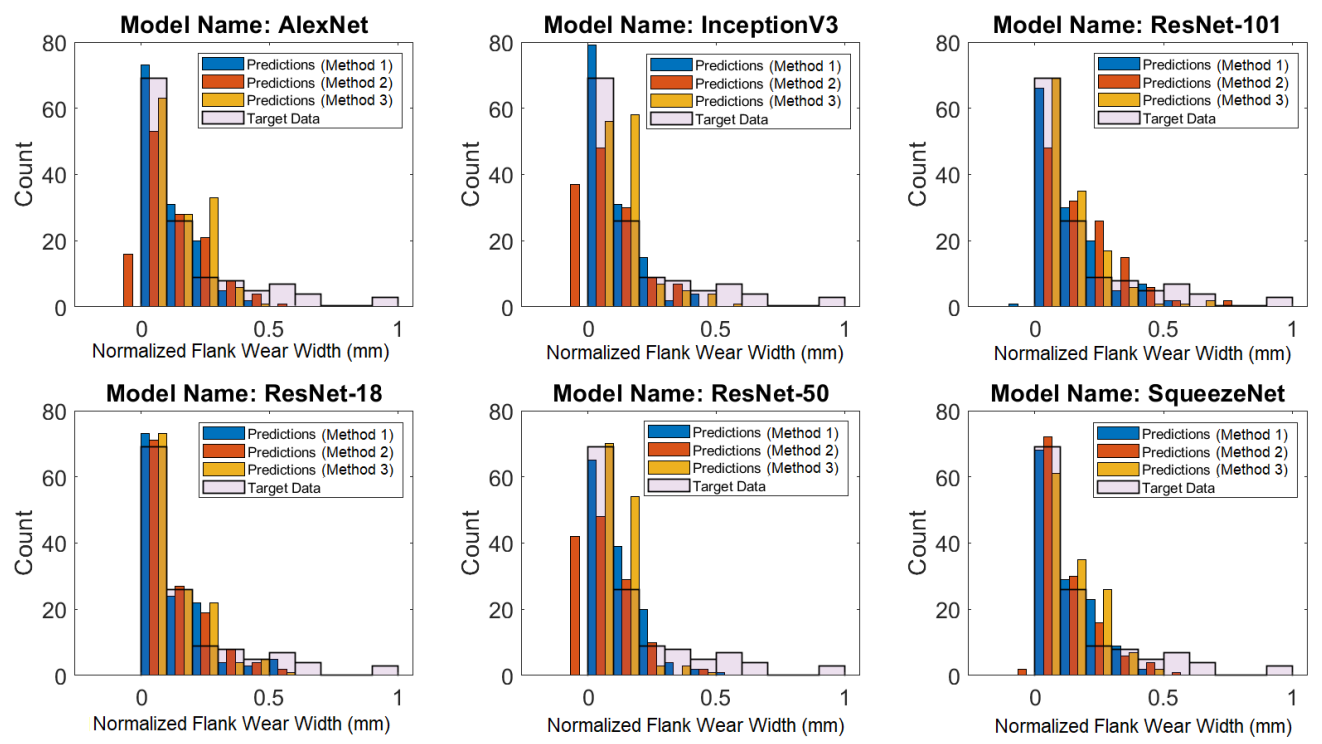 Model Name: AlexNet
80
60
40
20
0
Count
Predictions (Method 1)
Predictions (Method 2)
Predictions (Method 3)
Target Data
0
0.5
1
Normalized Flank Wear Width (mm)
Model Name: InceptionV3
80
60
40
20
0
Count
Predictions (Method 1)
Predictions (Method 2)
Predictions (Method 3)
Target Data
0
0.5
1
Normalized Flank Wear Width (mm)
Model Name: ResNet-101
80
60
40
20
0
Count
Predictions (Method 1)
Predictions (Method 2)
Predictions (Method 3)
Target Data
0
0.5
1
Normalized Flank Wear Width (mm)
Model Name: ResNet-18
80
60
40
20
0
Count
Predictions (Method 1)
Predictions (Method 2)
Predictions (Method 3)
Target Data
0
0.5
1
Normalized Flank Wear Width (mm)
Model Name: ResNet-50
80
60
40
20
0
Count
Predictions (Method 1)
Predictions (Method 2)
Predictions (Method 3)
Target Data
0
0.5
1
Normalized Flank Wear Width (mm)
Model Name: SqueezeNet
80
60
40
20
0
Count
Predictions (Method 1)
Predictions (Method 2)
Predictions (Method 3)
Target Data
0
0.5
1
Normalized Flank Wear Width (mm)